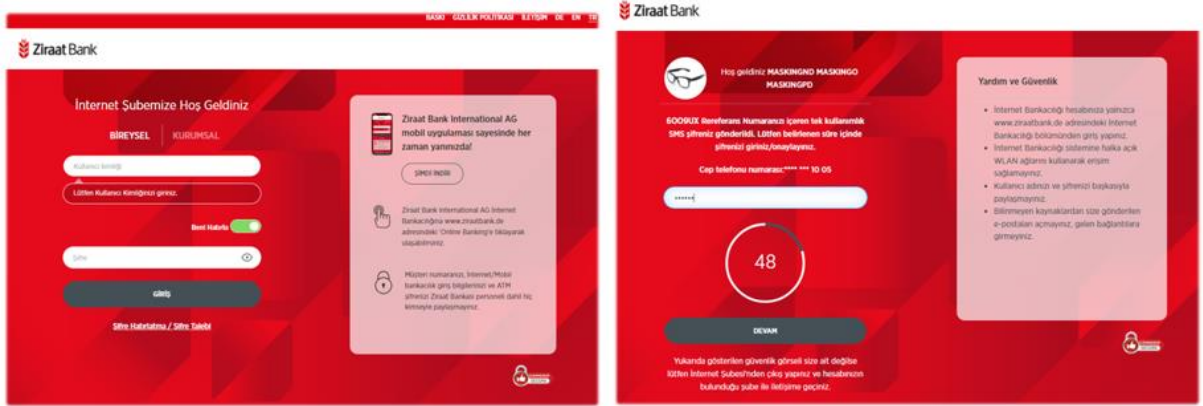 BASKI GİZLİLİK POLİTİKASI İLETİŞİM DE EN TR
Ziraat Bank
İnternet Şubemize Hoş Geldiniz
BİREYSEL KURUMSAL
Kullanıcı kimliği
Lütfen Kullanıcı Kimliğinizi giriniz.
Beni Hatırla
Şifre
GİRİŞ
Şifre Hatırlatma / Şifre Talebi
Ziraat Bank International AG
mobil uygulaması sayesinde her
zaman yanınızda!
ŞİMDİ İNDİR
Ziraat Bank International AG Internet
Bankacılığına www.ziraatbank.de
adresindeki 'Online Banking'e tıklayarak
ulaşabilirsiniz.
Müşteri numaranızı, İnternet/Mobil
bankacılık giriş bilgilerinizi ve ATM
şifrenizi Ziraat Bankası personeli dahil hiç
kimseyle paylaşmayınız.
Ziraat Bank
Hoş geldiniz MASKINGND MASKINGO
MASKINGPD
6O09UX Rereferans Numaranızı içeren tek kullanımlık
SMS şifreniz gönderildi. Lütfen belirlenen süre içinde
şifrenizi giriniz/onaylayınız.
Cep telefonu numarası:**** *** 10 05
******
48
DEVAM
Yukarıda gösterilen güvenlik görseli size ait değilse
lütfen İnternet Şubesi'nden çıkış yapınız ve hesabınızın
bulunduğu şube ile iletişime geçiniz.
Yardım ve Güvenlik
• İnternet Bankacılığı hesabınıza yalnızca
www.ziraatbank.de adresindeki İnternet
Bankacılığı bölümünden giriş yapınız.
• İnternet Bankacılığı sistemine halka açık
WLAN ağlarını kullanarak erişim
sağlamayınız.
• Kullanıcı adınızı ve şifrenizi başkasıyla
paylaşmayınız.
• Bilinmeyen kaynaklardan size gönderilen
e-postaları açmayınız, gelen bağlantılara
girmeyiniz.